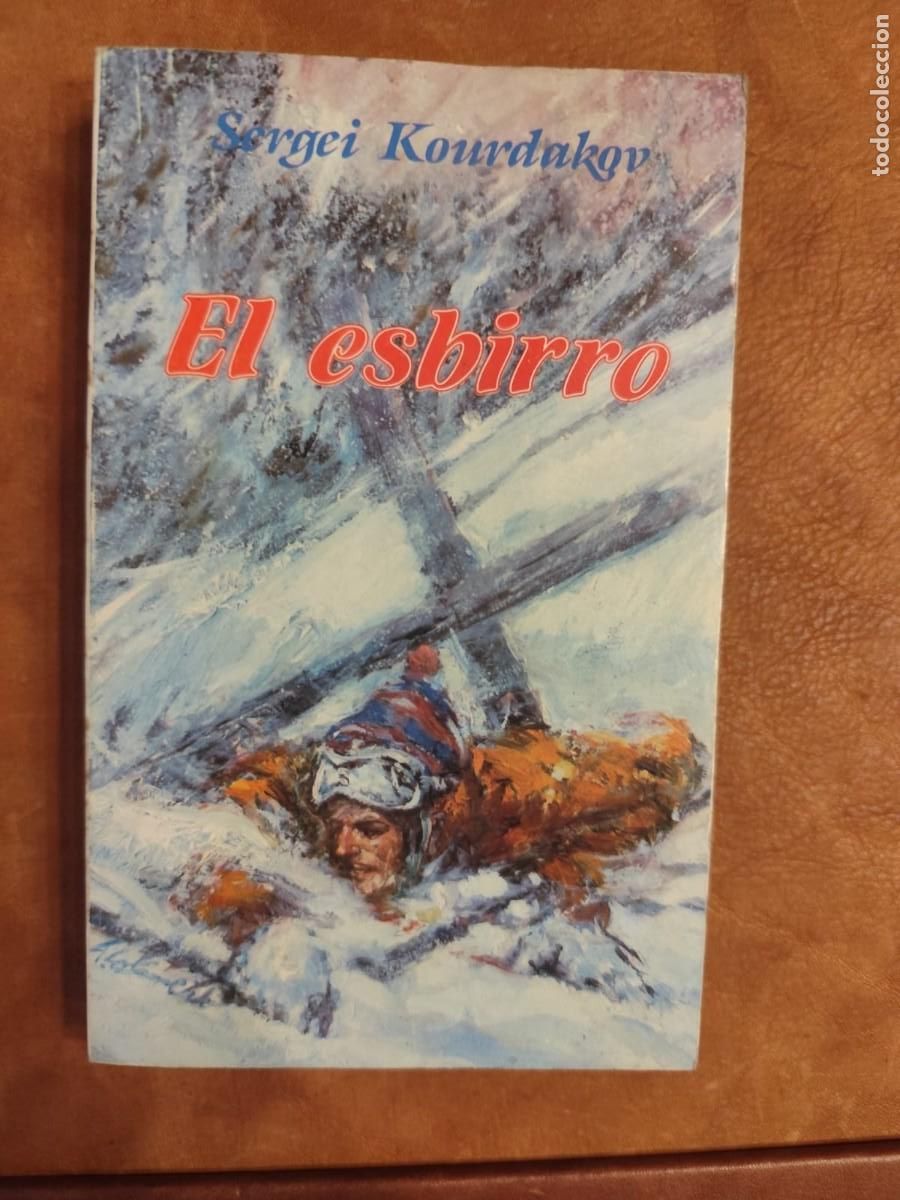 Sergei Kourdakov
El esbirro
todocoleccion